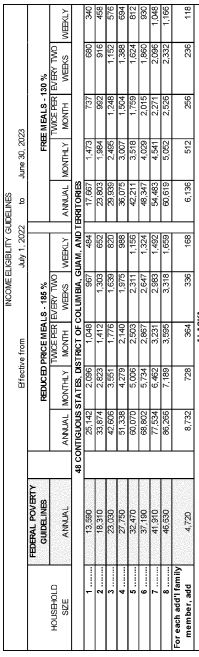 INCOME ELIGIBILITY GUIDELINES
Effective from July 1, 2022 to June 30, 2023
FEDERAL POVERTY GUIDELINES REDUCED PRICE MEALS - 185 % FREE MEALS - 130 %
HOUSEHOLD SIZE ANNUAL ANNUAL MONTHLY TWICE PER MONTH EVERY TWO WEEKS WEEKLY ANNUAL MONTHLY TWICE PER MONTH EVERY TWO WEEKS WEEKLY
48 CONTIGUOUS STATES, DISTRICT OF COLUMBIA, GUAM, AND TERRITORIES
1 ........ 13,590 25,142 2,096 1,048 967 484 17,667 1,473 737 680 340
2 ........ 18,310 33,874 2,823 1,412 1,303 652 23,803 1,984 992 916 458
3 ........ 23,030 42,606 3,551 1,776 1,639 820 29,939 2,495 1,248 1,152 576
4 ........ 27,750 51,338 4,279 2,140 1,975 988 36,075 3,007 1,504 1,388 694
5 ........ 32,470 60,070 5,006 2,503 2,311 1,156 42,211 3,518 1,759 1,624 812
6 ........ 37,190 68,802 5,734 2,867 2,647 1,324 48,347 4,029 2,015 1,860 930
7 ........ 41,910 77,534 6,462 3,231 2,983 1,492 54,483 4,541 2,271 2,096 1,048
8 ........ 46,630 86,266 7,189 3,595 3,318 1,659 60,619 5,052 2,526 2,332 1,166
For each add'l family member, add 4,720 8,732 728 364 336 168 6,136 512 256 236 118